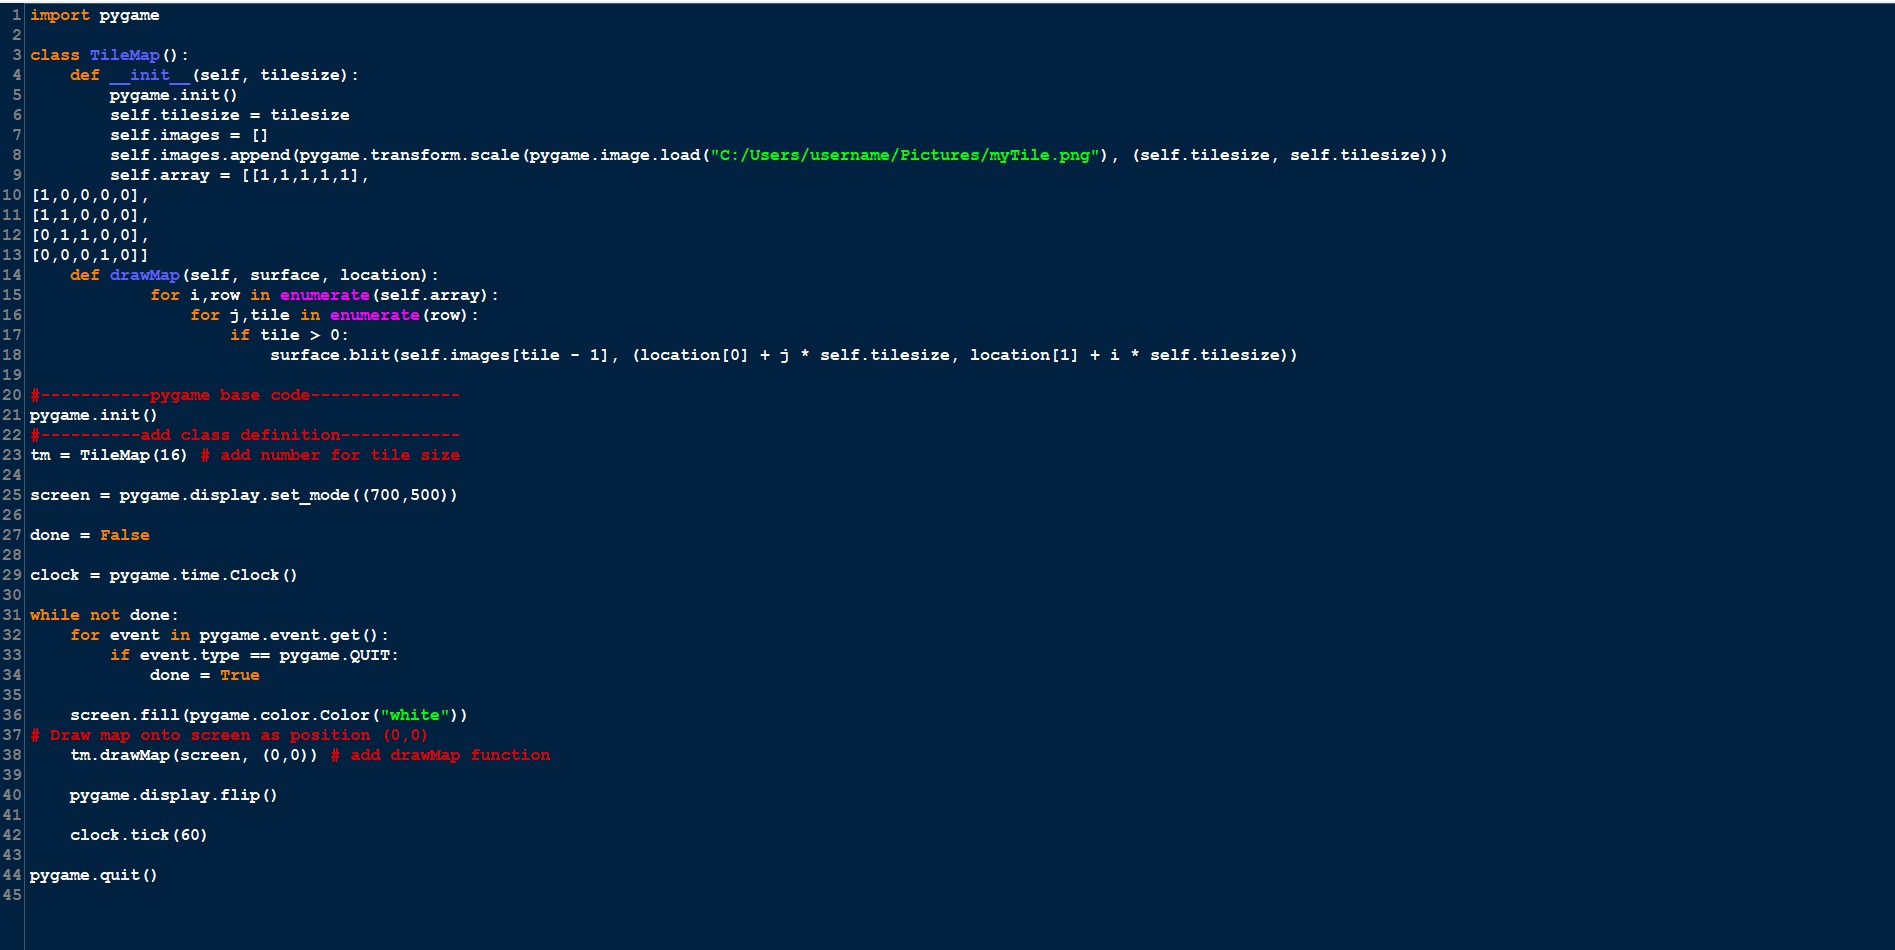 1 import pygame
2
3 class TileMap():
4     def __init__(self, tilesize):
5         pygame.init()
6         self.tilesize = tilesize
7         self.images = []
8         self.images.append(pygame.transform.scale(pygame.image.load("C:/Users/username/Pictures/myTile.png"), (self.tilesize, self.tilesize)))
9         self.array = [[1,1,1,1,1],
10 [1,0,0,0,0],
11 [1,1,0,0,0],
12 [0,1,1,0,0],
13 [0,0,0,1,0]]
14     def drawMap(self, surface, location):
15             for i,row in enumerate(self.array):
16                 for j,tile in enumerate(row):
17                     if tile > 0:
18                         surface.blit(self.images[tile - 1], (location[0] + j * self.tilesize, location[1] + i * self.tilesize))
19
20 #-----------pygame base code---------------
21 pygame.init()
22 #----------add class definition------------
23 tm = TileMap(16) # add number for tile size
24
25 screen = pygame.display.set_mode((700,500))
26
27 done = False
28
29 clock = pygame.time.Clock()
30
31 while not done:
32     for event in pygame.event.get():
33         if event.type == pygame.QUIT:
34             done = True
35
36     screen.fill(pygame.color.Color("white"))
37 # Draw map onto screen as position (0,0)
38     tm.drawMap(screen, (0,0)) # add drawMap function
39
40     pygame.display.flip()
41
42     clock.tick(60)
43
44 pygame.quit()
45